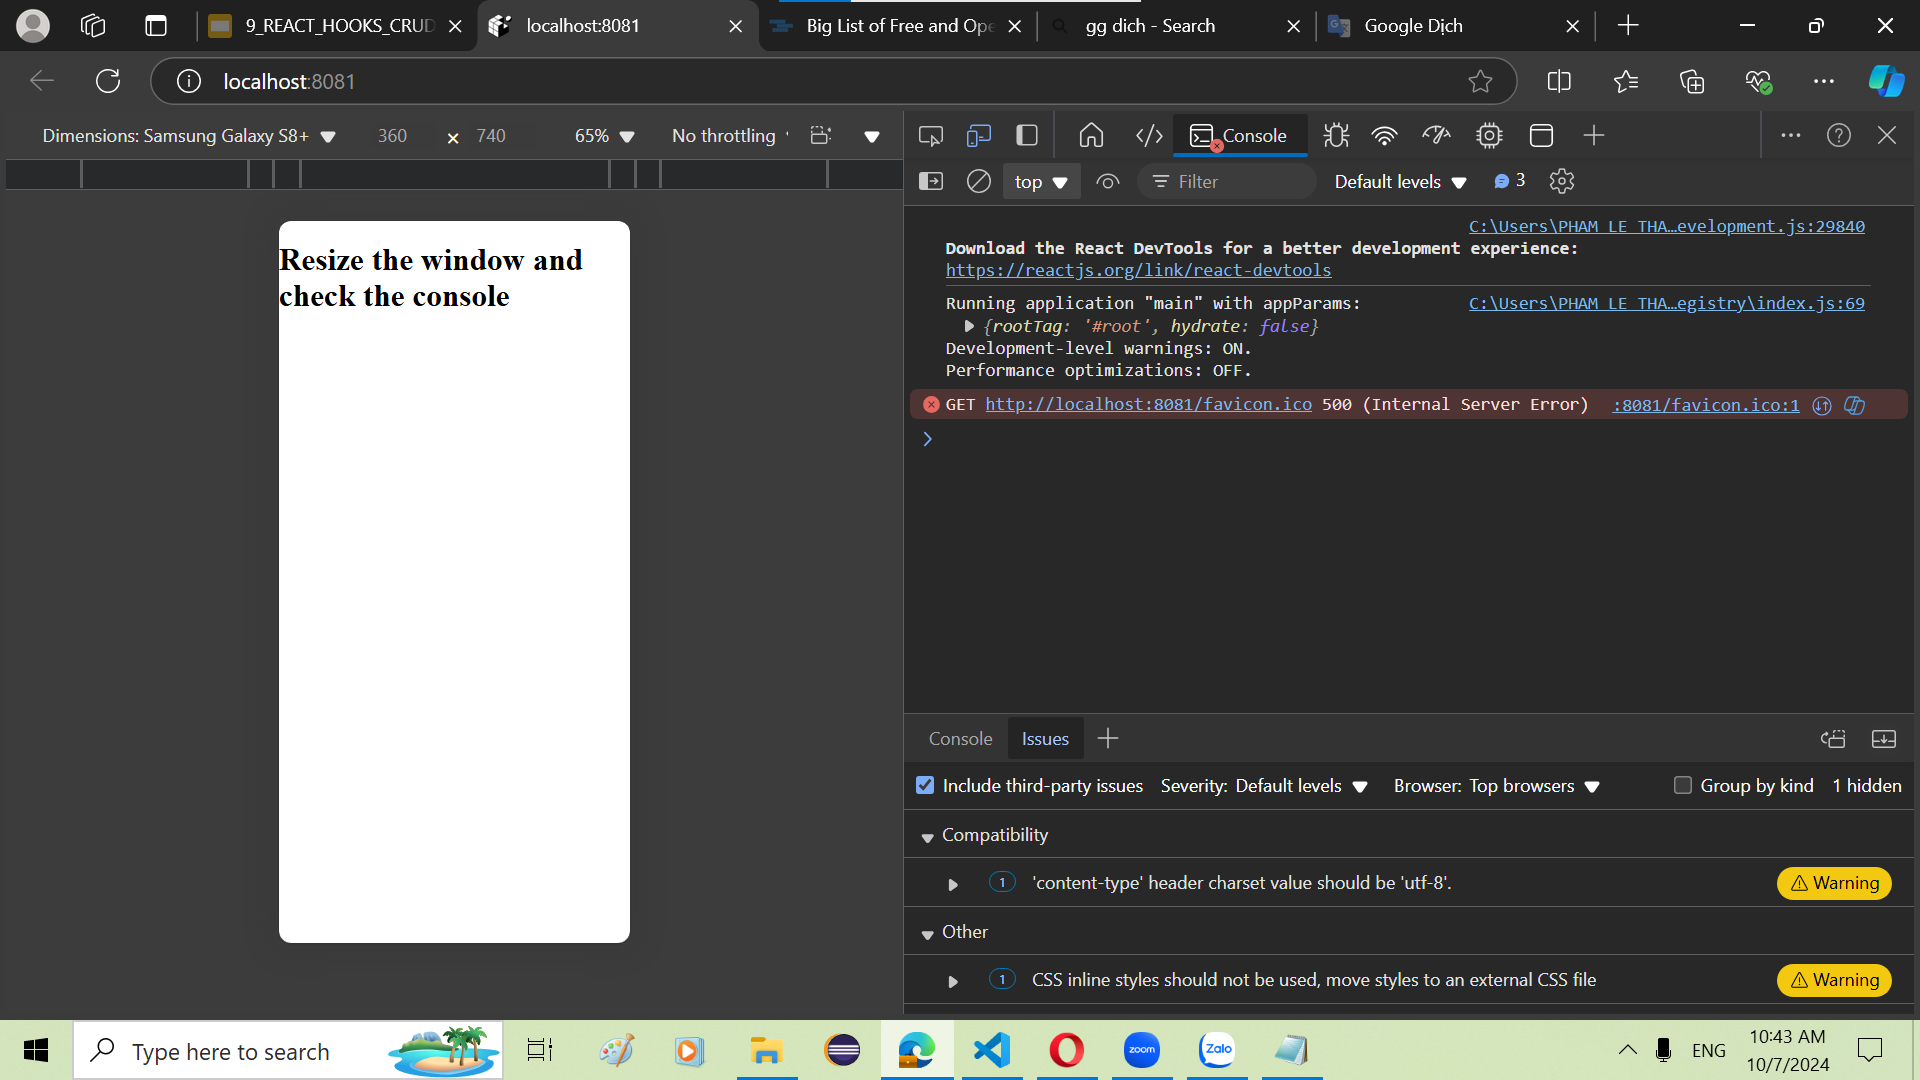 9_REACT_HOOKS_CRUD
localhost:8081
Big List of Free and Ope
gg dich - Search
Google Dịch
localhost:8081
Dimensions: Samsung Galaxy S8+
360
×
740
65%
No throttling
Console
top
Filter
Default levels
3
C:\Users\PHAM LE THA…evelopment.js:29840
Download the React DevTools for a better development experience:
https://reactjs.org/link/react-devtools
Running application "main" with appParams:
C:\Users\PHAM LE THA…egistry\index.js:69
{rootTag: '#root', hydrate: false}
Development-level warnings: ON.
Performance optimizations: OFF.
GET http://localhost:8081/favicon.ico 500 (Internal Server Error)
:8081/favicon.ico:1
Resize the window and
check the console
Console
Issues
Include third-party issues
Severity: Default levels
Browser: Top browsers
Group by kind
1 hidden
Compatibility
1
'content-type' header charset value should be 'utf-8'.
Warning
Other
1
CSS inline styles should not be used, move styles to an external CSS file
Warning
Type here to search
zoom
Zalo
ENG
10:43 AM
10/7/2024